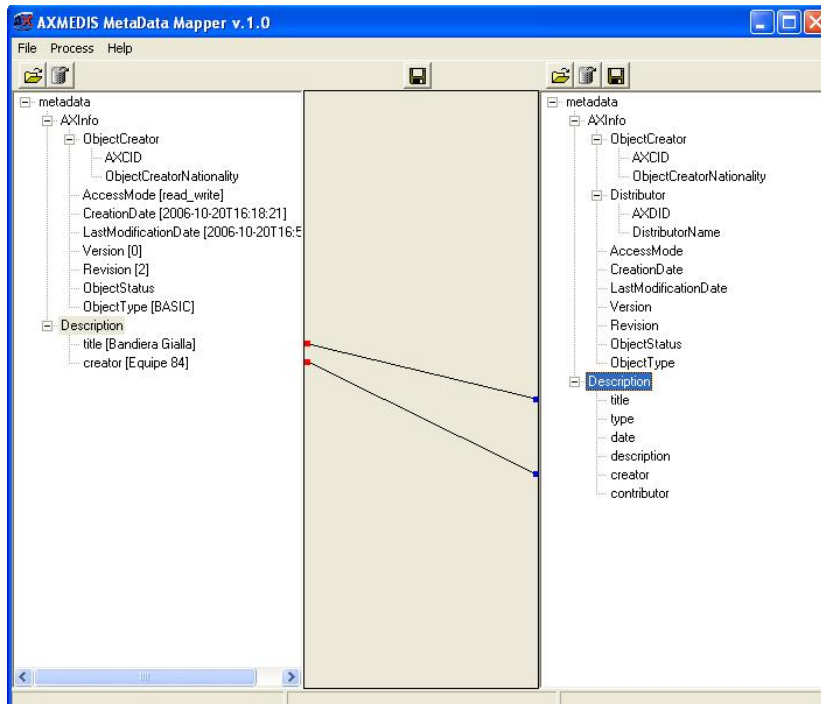 AXMEDIS MetaData Mapper v.1.0
File Process Help
metadata
AXInfo
ObjectCreator
AXCID
ObjectCreatorNationality
AccessMode [read_write]
CreationDate [2006-10-20T16:18:21]
LastModificationDate [2006-10-20T16:5
Version [0]
Revision [2]
ObjectStatus
ObjectType [BASIC]
Description
title [Bandiera Gialla]
creator [Equipe 84]
metadata
AXInfo
ObjectCreator
AXCID
ObjectCreatorNationality
Distributor
AXDID
DistributorName
AccessMode
CreationDate
LastModificationDate
Version
Revision
ObjectStatus
ObjectType
Description
title
type
date
description
creator
contributor